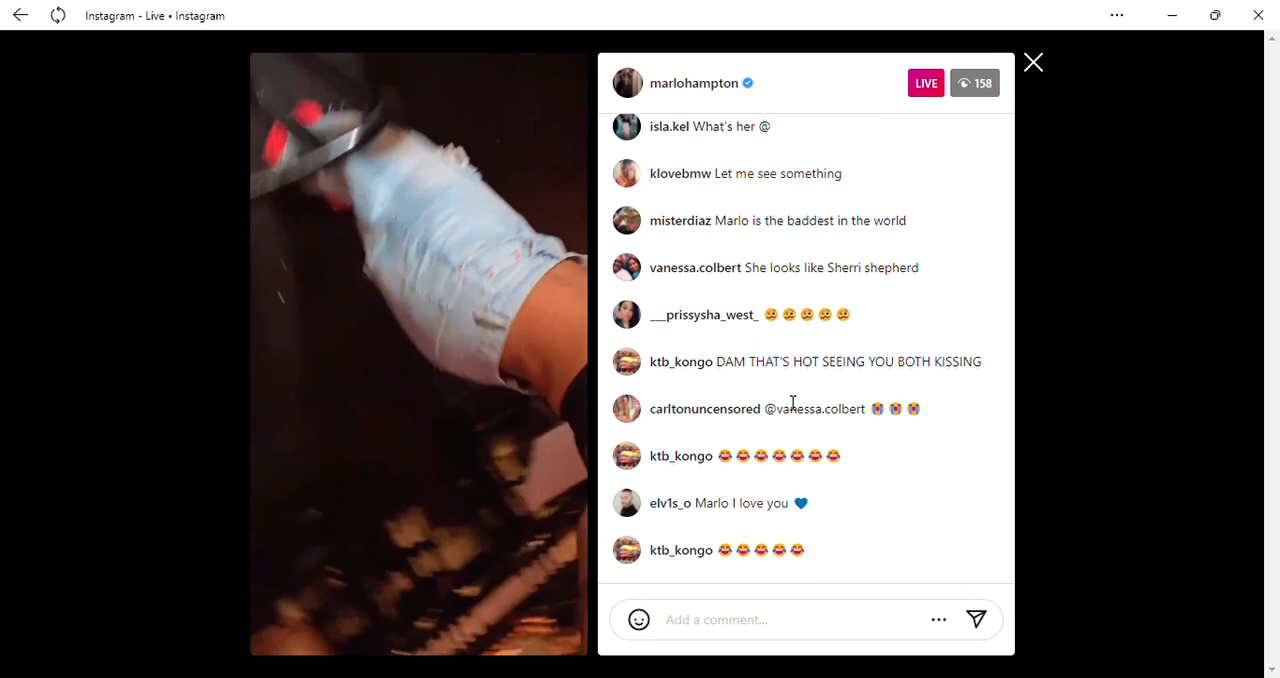 Instagram - Live • Instagram
marlohampton
LIVE
158
isla.kel What's her @
klovebmw Let me see something
misterdiaz Marlo is the baddest in the world
vanessa.colbert She looks like Sherri shepherd
___prissysha_west_ 🥴🥴🥴🥴🥴
ktb_kongo DAM THAT'S HOT SEEING YOU BOTH KISSING
carltonuncensored @vanessa.colbert 😭😭😭
ktb_kongo 😂😂😂😂😂😂😂
elv1s_o Marlo I love you 💙
ktb_kongo 😂😂😂😂😂
Add a comment...